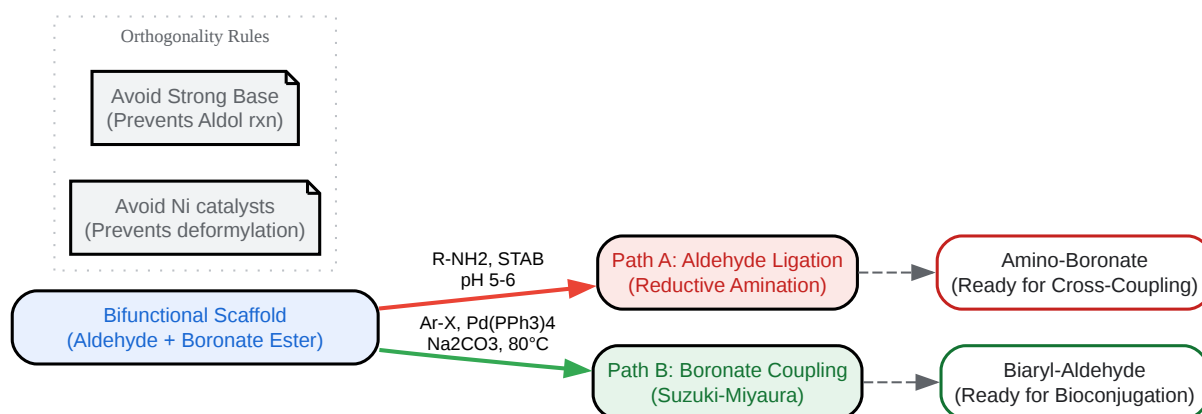 Orthogonality Rules
Avoid Strong Base
(Prevents Aldol rxn)
Avoid Ni catalysts
(Prevents deformylation)
Bifunctional Scaffold
(Aldehyde + Boronate Ester)
R-NH2, STAB
pH 5-6
Ar-X, Pd(PPh3)4
Na2CO3, 80°C
Path A: Aldehyde Ligation
(Reductive Amination)
Amino-Boronate
(Ready for Cross-Coupling)
Path B: Boronate Coupling
(Suzuki-Miyaura)
Biaryl-Aldehyde
(Ready for Bioconjugation)